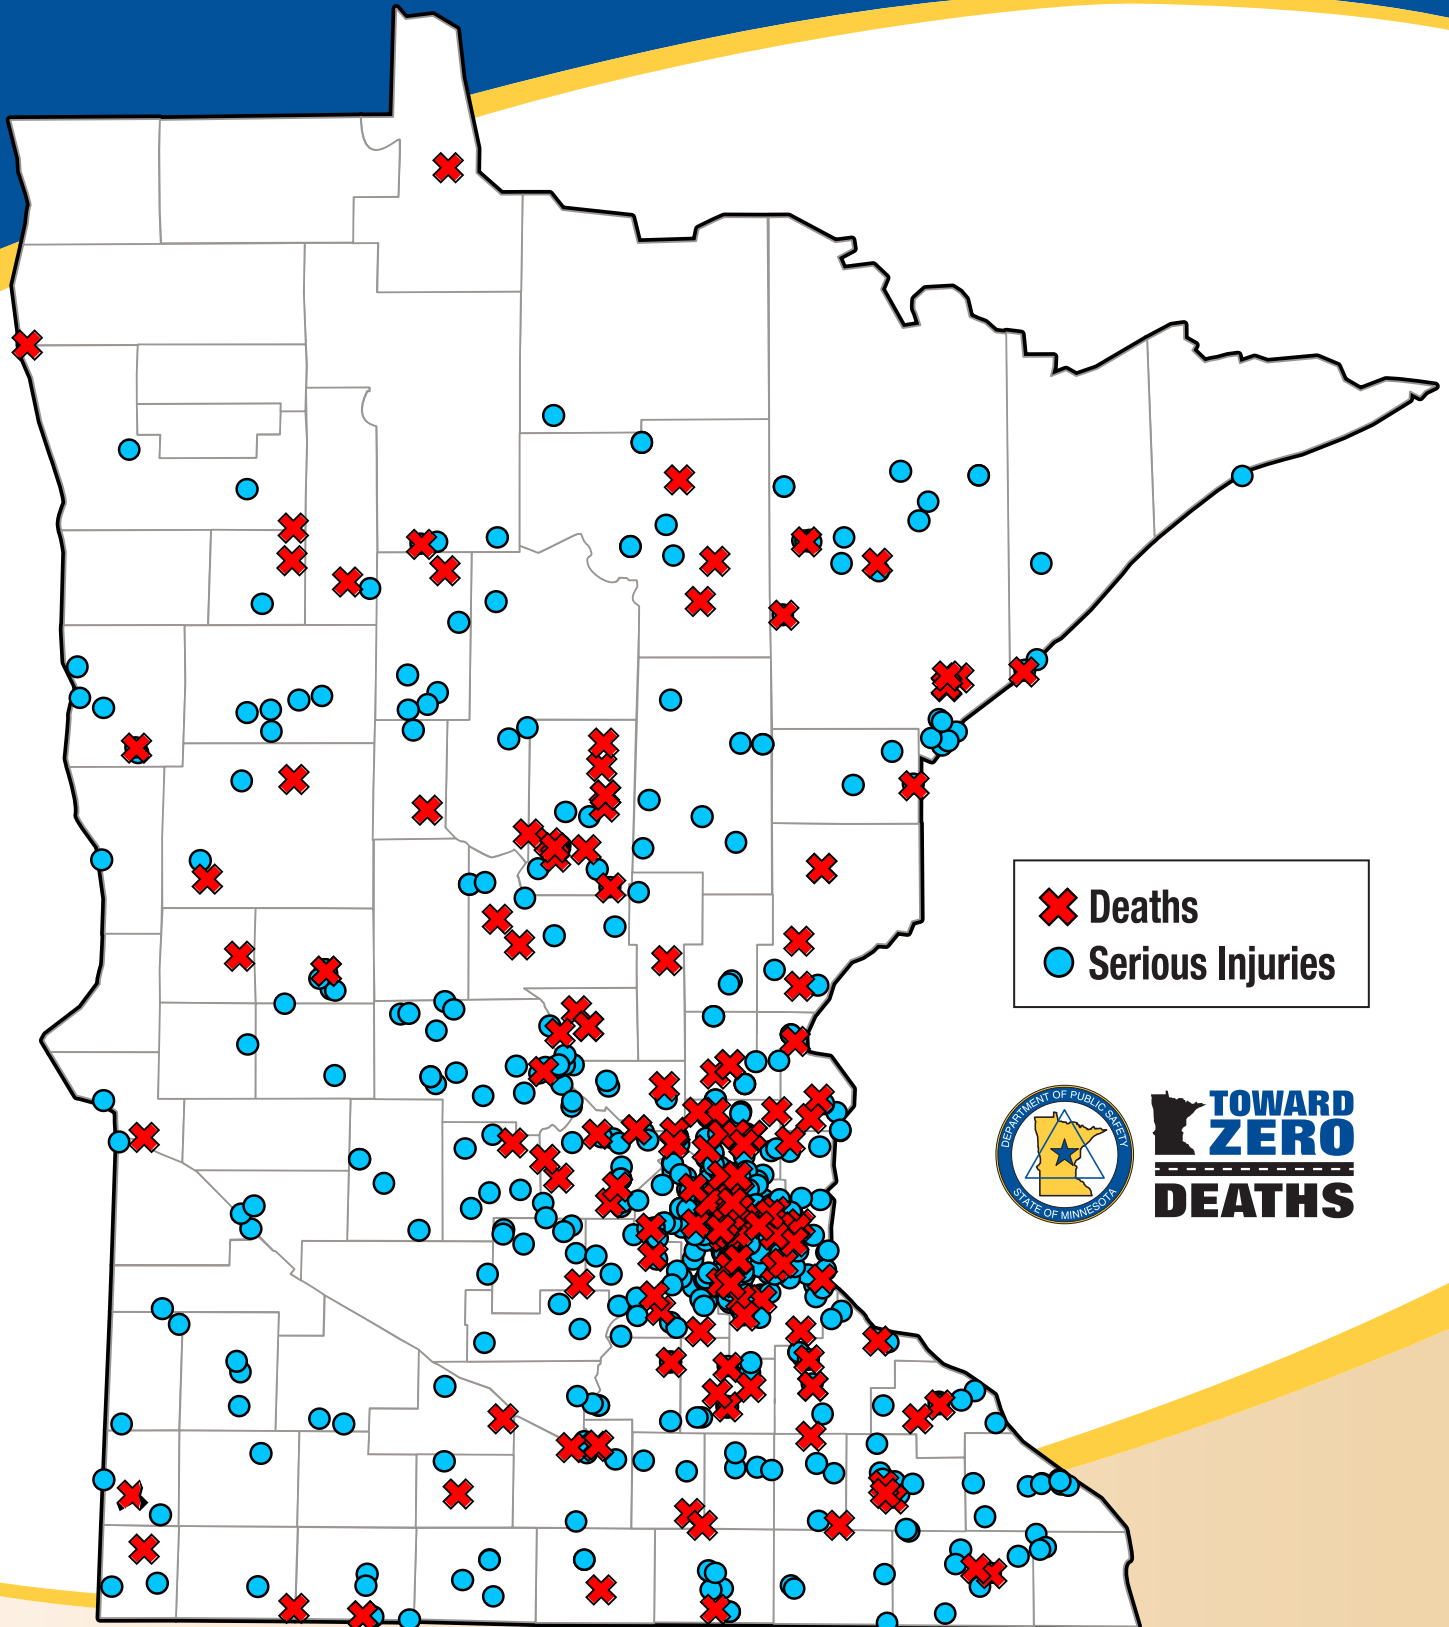 Deaths
Serious Injuries
DEPARTMENT OF PUBLIC SAFETY
STATE OF MINNESOTA
TOWARD
ZERO
DEATHS